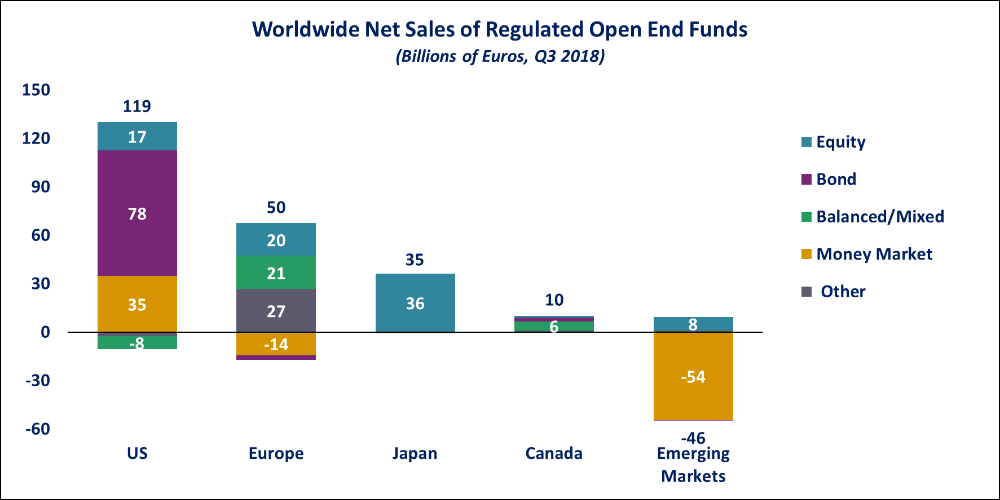 Worldwide Net Sales of Regulated Open End Funds
(Billions of Euros, Q3 2018)
150
120
90
60
30
0
-30
-60
119
17
78
35
-8
50
20
21
27
-14
35
36
10
6
8
-54
-46
US
Europe
Japan
Canada
Emerging
Markets
Equity
Bond
Balanced/Mixed
Money Market
Other